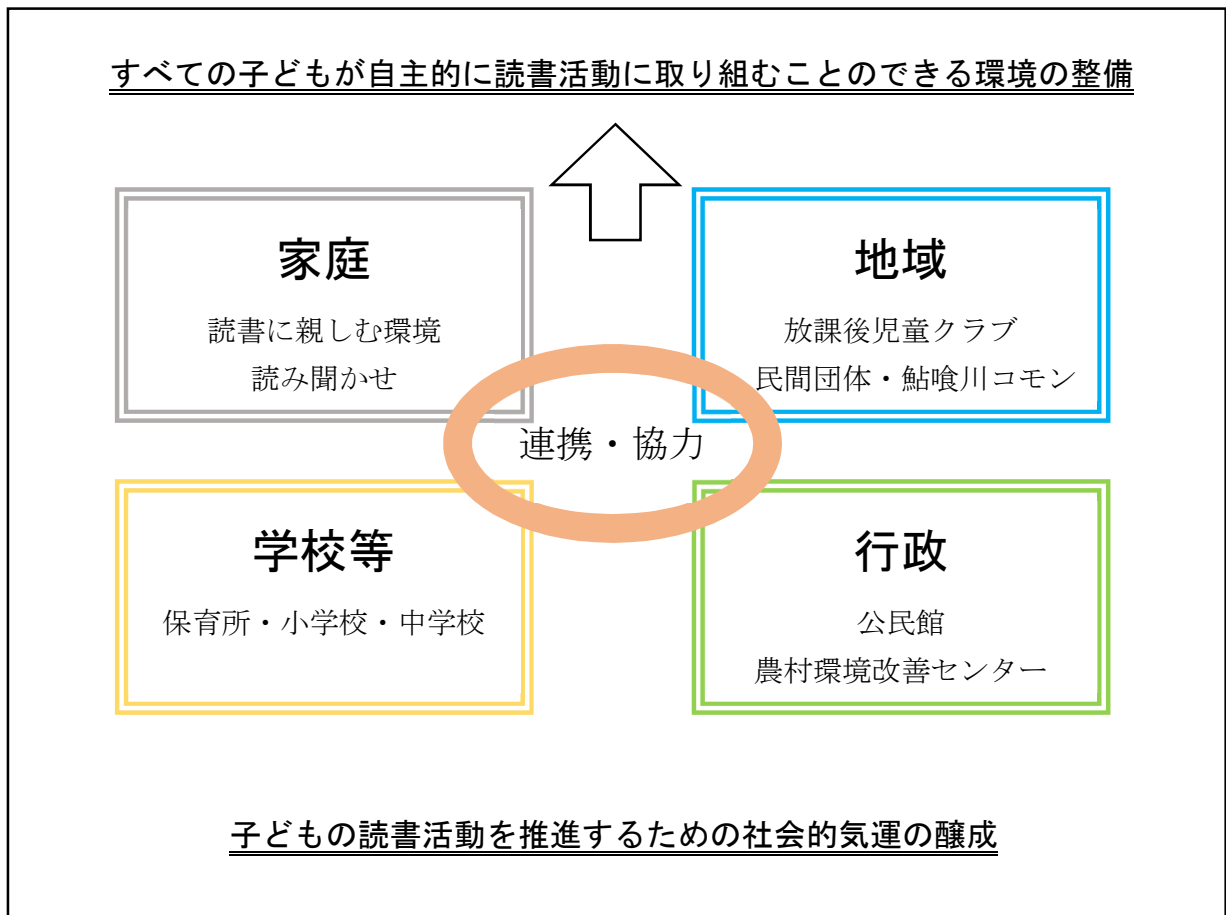 すべての子どもが自主的に読書活動に取り組むことのできる環境の整備
家庭
読書に親しむ環境
読み聞かせ
地域
放課後児童クラブ
民間団体・鮎喰川コモン
連携・協力
学校等
保育所・小学校・中学校
行政
公民館
農村環境改善センター
子どもの読書活動を推進するための社会的気運の醸成